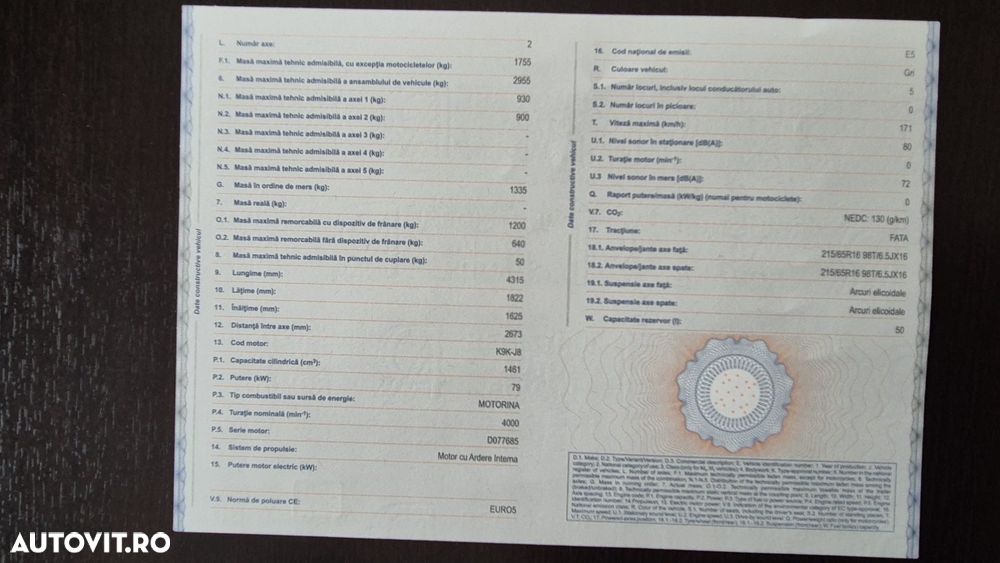 L. Număr axe: 2
F.1. Masă maximă tehnic admisibilă, cu excepția motocicletelor (kg): 1755
6. Masă maximă tehnic admisibilă a ansamblului de vehicule (kg): 2955
N.1. Masă maximă tehnic admisibilă a axei 1 (kg): 930
N.2. Masă maximă tehnic admisibilă a axei 2 (kg): 900
N.3. Masă maximă tehnic admisibilă a axei 3 (kg): -
N.4. Masă maximă tehnic admisibilă a axei 4 (kg): -
N.5. Masă maximă tehnic admisibilă a axei 5 (kg): -
G. Masă în ordine de mers (kg): 1335
7. Masă reală (kg): -
O.1. Masă maximă remorcabilă cu dispozitiv de frânare (kg): 1200
O.2. Masă maximă remorcabilă fără dispozitiv de frânare (kg): 640
8. Masă maximă tehnic admisibilă în punctul de cuplare (kg): 50
9. Lungime (mm): 4315
10. Lățime (mm): 1822
11. Înălțime (mm): 1625
12. Distanță între axe (mm): 2673
13. Cod motor: K9K-J8
P.1. Capacitate cilindrică (cm³): 1461
P.2. Putere (kW): 79
P.3. Tip combustibil sau sursă de energie: MOTORINA
P.4. Turație nominală (min⁻¹): 4000
P.5. Serie motor: D077685
14. Sistem de propulsie: Motor cu Ardere Interna
15. Putere motor electric (kW):
V.9. Normă de poluare CE: EURO5
Date constructive vehicul
16. Cod național de emisii: E5
R. Culoare vehicul: Gri
S.1. Număr locuri, inclusiv locul conducătorului auto: 5
S.2. Număr locuri în picioare: 0
T. Viteză maximă (km/h): 171
U.1. Nivel sonor în staționare [dB(A)]: 80
U.2. Turație motor (min⁻¹): 0
U.3 Nivel sonor în mers [dB(A)]: 72
Q. Raport putere/masă (kW/kg) (numai pentru motociclete): 0
V.7. CO₂: NEDC: 130 (g/km)
17. Tracțiune: FATA
18.1. Anvelope/jante axe față: 215/65R16 98T/6.5JX16
18.2. Anvelope/jante axe spate: 215/65R16 98T/6.5JX16
19.1. Suspensie axe față: Arcuri elicoidale
19.2. Suspensie axe spate: Arcuri elicoidale
W. Capacitate rezervor (l): 50
Date constructive vehicul
AUTOVIT.RO